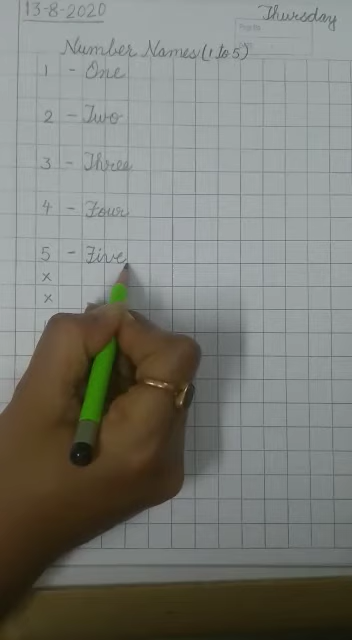 13-8-2020 Thursday
Number Names (1 to 5)
1 - One
2 - Two
3 - Three
4 - Four
5 - Five
x
x